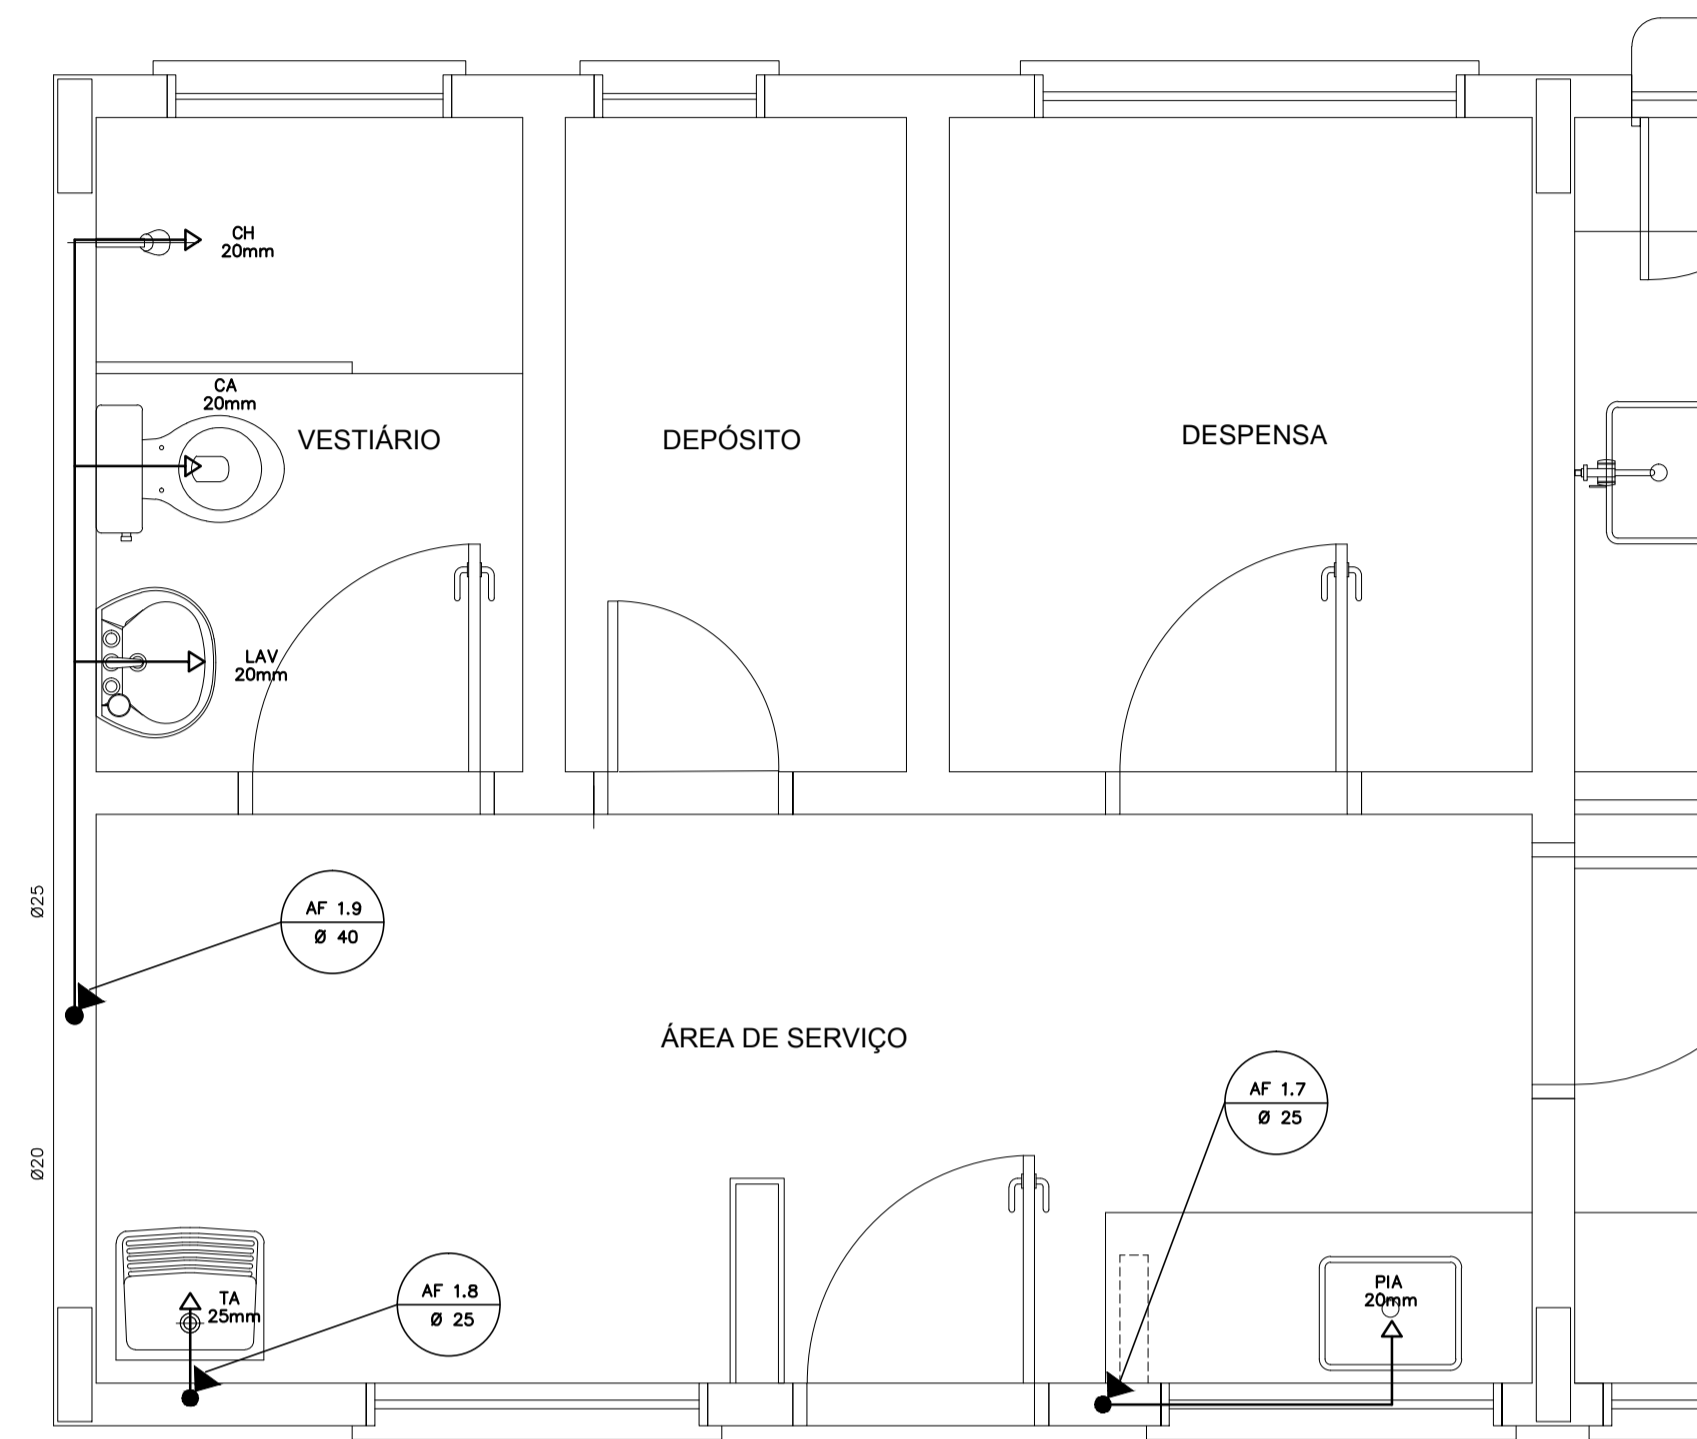 CH
20mm
CA
20mm
VESTIÁRIO
DEPÓSITO
DESPENSA
LAV
20mm
Ø25
AF 1.9
Ø 40
ÁREA DE SERVIÇO
AF 1.7
Ø 25
Ø20
AF 1.8
Ø 25
TA
25mm
PIA
20mm